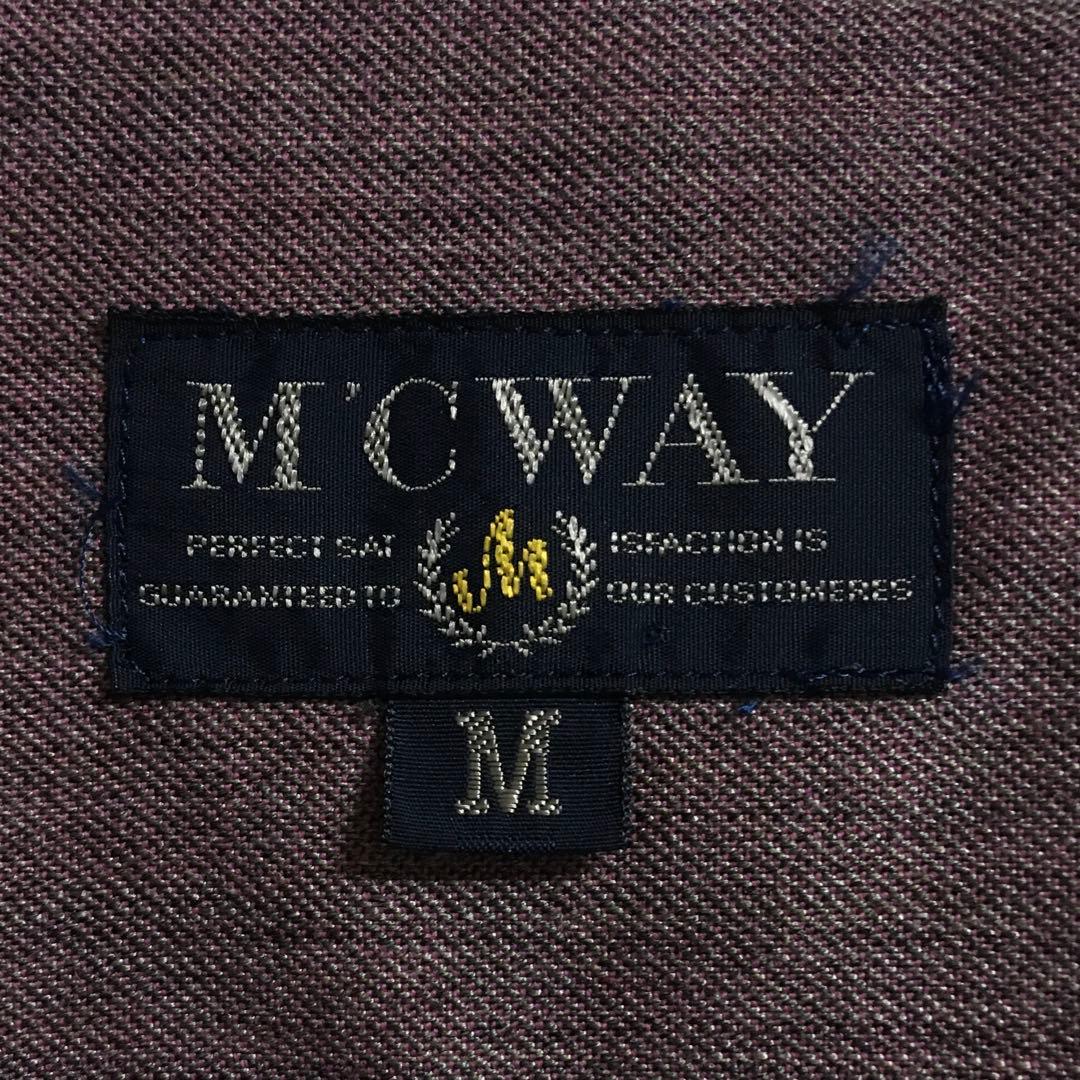 M'CWAY
PERFECT SAT M ISFACTION IS
GUARANTEED TO OUR CUSTOMERES
M